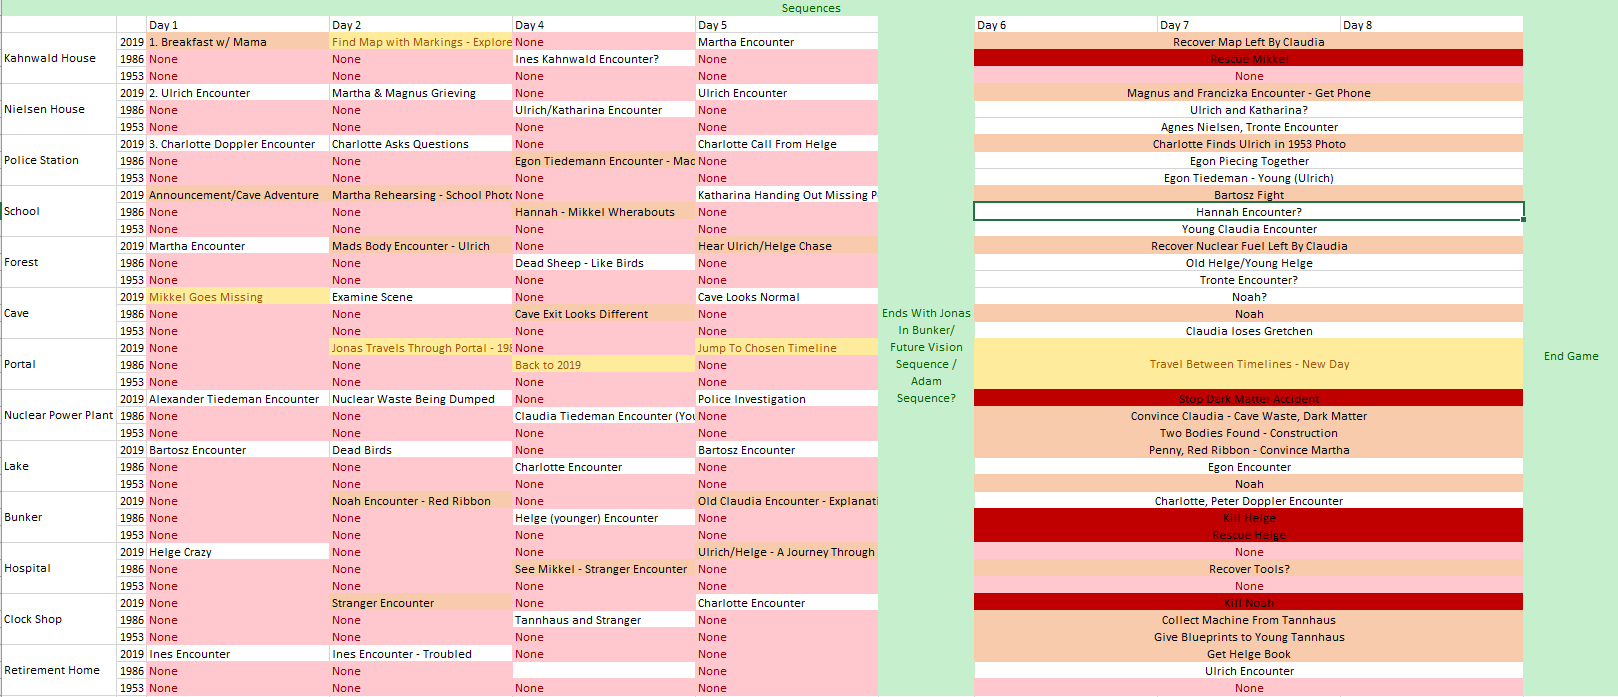 Sequences
Day 1 Day 2 Day 4 Day 5 Day 6 Day 7 Day 8
2019 1. Breakfast w/ Mama Find Map with Markings - Explore None Martha Encounter Recover Map Left By Claudia
Kahnwald House 1986 None None Ines Kahnwald Encounter? None Rescue Mikkel
1953 None None None None None
2019 2. Ulrich Encounter Martha & Magnus Grieving None Ulrich Encounter Magnus and Francizka Encounter - Get Phone
Nielsen House 1986 None None Ulrich/Katharina Encounter None Ulrich and Katharina?
1953 None None None None Agnes Nielsen, Tronte Encounter
2019 3. Charlotte Doppler Encounter Charlotte Asks Questions None Charlotte Call From Helge Charlotte Finds Ulrich in 1953 Photo
Police Station 1986 None None Egon Tiedemann Encounter - Mad None Egon Piecing Together
1953 None None None None Egon Tiedeman - Young (Ulrich)
2019 Announcement/Cave Adventure Martha Rehearsing - School Photo None Katharina Handing Out Missing P Bartosz Fight
School 1986 None None Hannah - Mikkel Wherabouts None Hannah Encounter?
1953 None None None None Young Claudia Encounter
2019 Martha Encounter Mads Body Encounter - Ulrich None Hear Ulrich/Helge Chase Recover Nuclear Fuel Left By Claudia
Forest 1986 None None Dead Sheep - Like Birds None Old Helge/Young Helge
1953 None None None None Tronte Encounter?
2019 Mikkel Goes Missing Examine Scene None Cave Looks Normal Noah?
Cave 1986 None None Cave Exit Looks Different None Ends With Jonas Noah
1953 None None None None In Bunker/ Claudia loses Gretchen
2019 None Jonas Travels Through Portal - 198 None Jump To Chosen Timeline Future Vision
Portal 1986 None None Back to 2019 None Sequence / Travel Between Timelines - New Day End Game
1953 None None None None Adam
2019 Alexander Tiedeman Encounter Nuclear Waste Being Dumped None Police Investigation Sequence? Stop Dark Matter Accident
Nuclear Power Plant 1986 None None Claudia Tiedeman Encounter (You None Convince Claudia - Cave Waste, Dark Matter
1953 None None None None Two Bodies Found - Construction
2019 Bartosz Encounter Dead Birds None Bartosz Encounter Penny, Red Ribbon - Convince Martha
Lake 1986 None None Charlotte Encounter None Egon Encounter
1953 None None None None Noah
2019 None Noah Encounter - Red Ribbon None Old Claudia Encounter - Explanati Charlotte, Peter Doppler Encounter
Bunker 1986 None None Helge (younger) Encounter None Kill Helge
1953 None None None None Rescue Helge
2019 Helge Crazy None None Ulrich/Helge - A Journey Through None
Hospital 1986 None None See Mikkel - Stranger Encounter None Recover Tools?
1953 None None None None None
2019 None Stranger Encounter None Charlotte Encounter Kill Noah
Clock Shop 1986 None None Tannhaus and Stranger None Collect Machine From Tannhaus
1953 None None None None Give Blueprints to Young Tannhaus
2019 Ines Encounter Ines Encounter - Troubled None None Get Helge Book
Retirement Home 1986 None None None Ulrich Encounter
1953 None None None None None